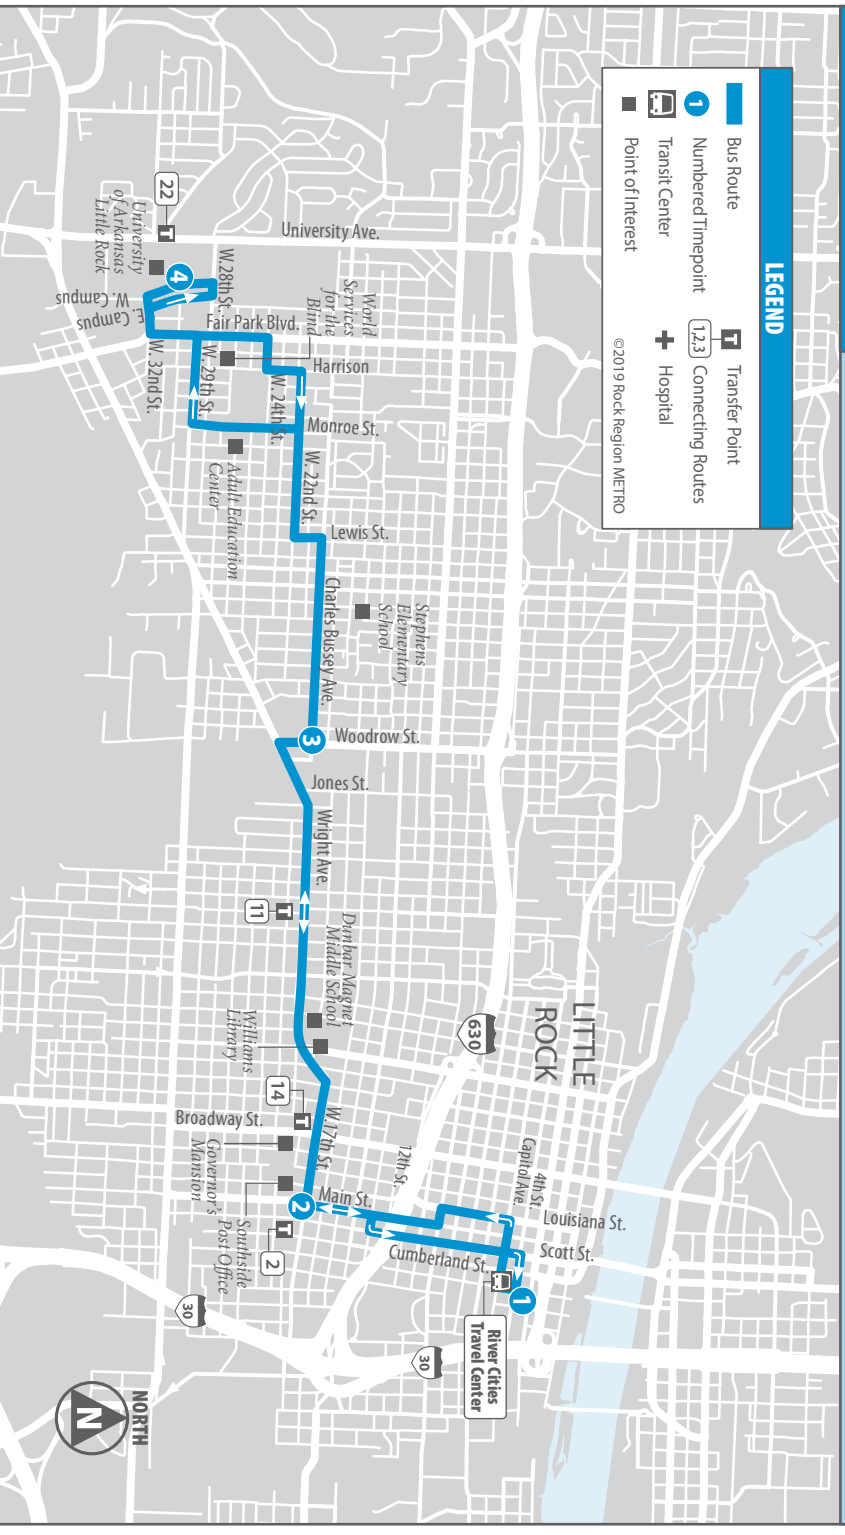 LEGEND
Bus Route
1
Numbered Timepoint
Transit Center
Point of Interest
T
Transfer Point
1,2,3
Connecting Routes
Hospital
©2019 Rock Region METRO
22
T
University Ave.
University
of Arkansas
Little Rock
4
W. 28th St.
W. Campus
E. Campus
Fair Park Blvd.
World
Services
for the
Blind
Harrison
W. 32nd St.
W. 29th St.
W. 24th St.
Monroe St.
Adult Education
Center
W. 22nd St.
Lewis St.
Charles Bussey Ave.
Stephens
Elementary
School
3
Woodrow St.
Jones St.
Wright Ave.
11
T
Dunbar Magnet
Middle School
Williams
Library
630
LITTLE
ROCK
14
T
Broadway St.
W. 17th St.
Governor's
Mansion
Southside
Post Office
2
T
2
Main St.
12th St.
Capitol Ave.
4th St.
Louisiana St.
Scott St.
Cumberland St.
1
River Cities
Travel Center
30
30
NORTH
N